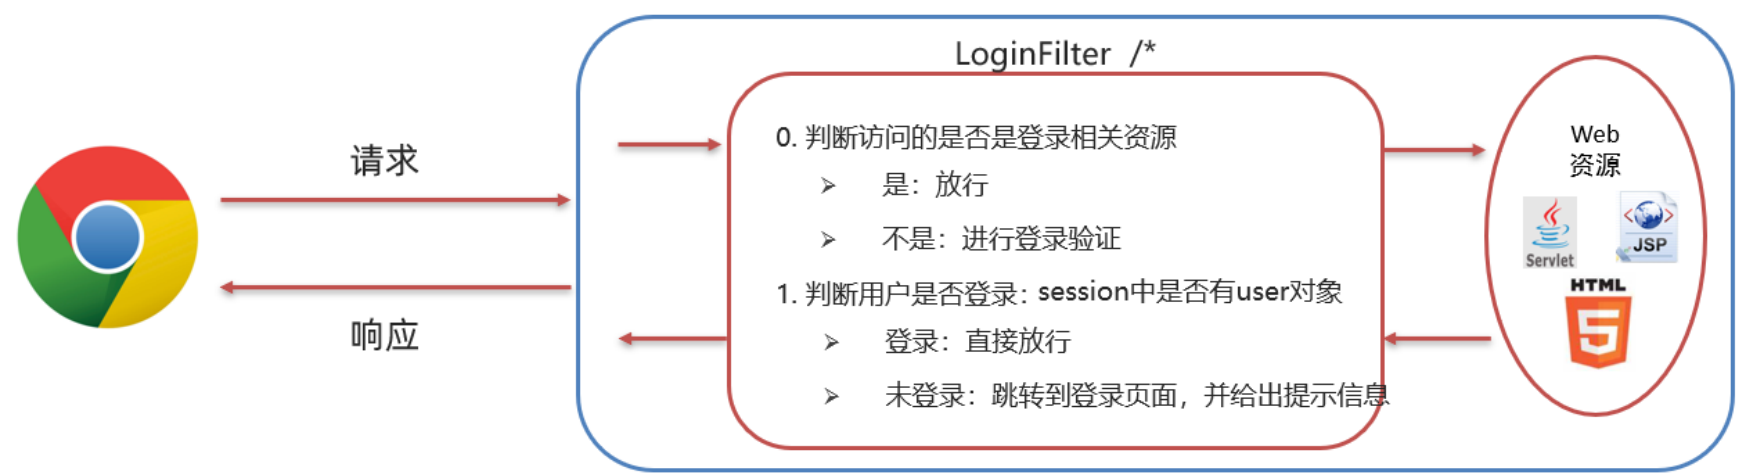 LoginFilter /*
请求
响应
0. 判断访问的是否是登录相关资源
➢ 是：放行
➢ 不是：进行登录验证
1. 判断用户是否登录：session中是否有user对象
➢ 登录：直接放行
➢ 未登录：跳转到登录页面，并给出提示信息
Web
资源
Servlet
JSP
HTML
5